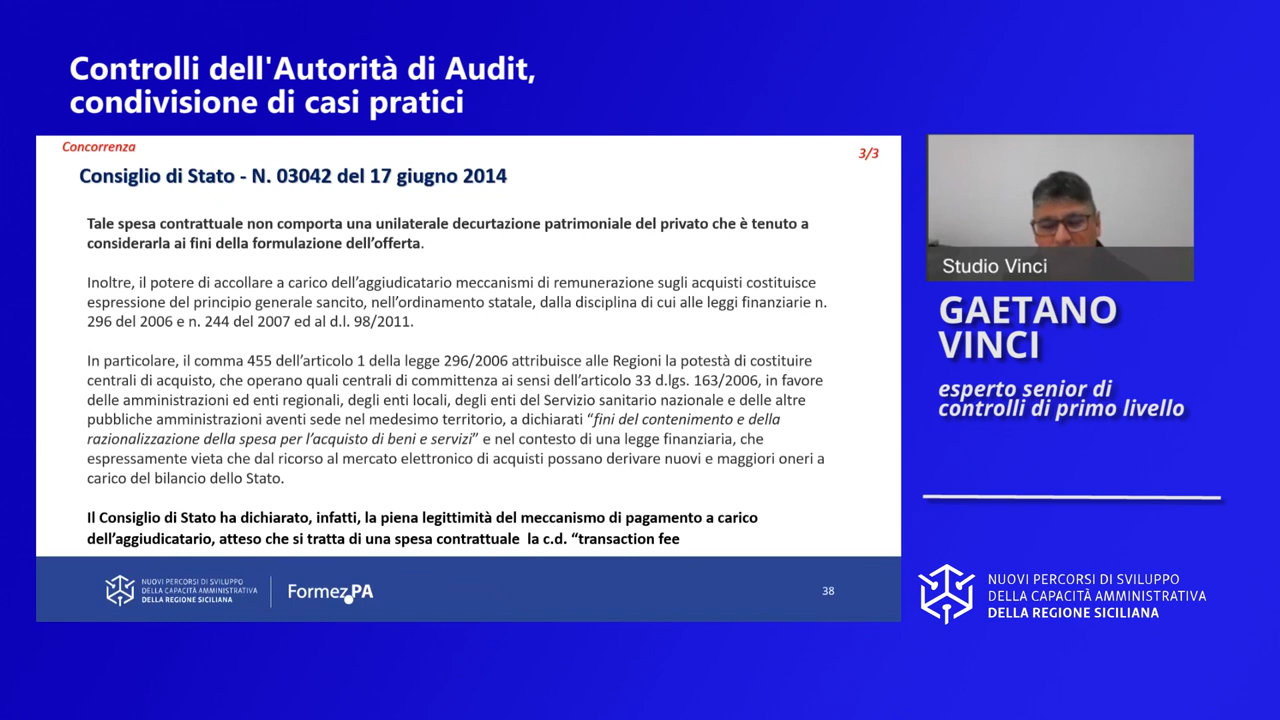 Controlli dell'Autorità di Audit,
condivisione di casi pratici
Concorrenza
3/3
Consiglio di Stato - N. 03042 del 17 giugno 2014
Tale spesa contrattuale non comporta una unilaterale decurtazione patrimoniale del privato che è tenuto a
considerarla ai fini della formulazione dell’offerta.
Inoltre, il potere di accollare a carico dell’aggiudicatario meccanismi di remunerazione sugli acquisti costituisce
espressione del principio generale sancito, nell’ordinamento statale, dalla disciplina di cui alle leggi finanziarie n.
296 del 2006 e n. 244 del 2007 ed al d.l. 98/2011.
In particolare, il comma 455 dell’articolo 1 della legge 296/2006 attribuisce alle Regioni la potestà di costituire
centrali di acquisto, che operano quali centrali di committenza ai sensi dell’articolo 33 d.lgs. 163/2006, in favore
delle amministrazioni ed enti regionali, degli enti locali, degli enti del Servizio sanitario nazionale e delle altre
pubbliche amministrazioni aventi sede nel medesimo territorio, a dichiarati “fini del contenimento e della
razionalizzazione della spesa per l’acquisto di beni e servizi” e nel contesto di una legge finanziaria, che
espressamente vieta che dal ricorso al mercato elettronico di acquisti possano derivare nuovi e maggiori oneri a
carico del bilancio dello Stato.
Il Consiglio di Stato ha dichiarato, infatti, la piena legittimità del meccanismo di pagamento a carico
dell’aggiudicatario, atteso che si tratta di una spesa contrattuale la c.d. “transaction fee
NUOVI PERCORSI DI SVILUPPO
DELLA CAPACITÀ AMMINISTRATIVA
DELLA REGIONE SICILIANA
Formez PA
38
Studio Vinci
GAETANO
VINCI
esperto senior di
controlli di primo livello
NUOVI PERCORSI DI SVILUPPO
DELLA CAPACITÀ AMMINISTRATIVA
DELLA REGIONE SICILIANA